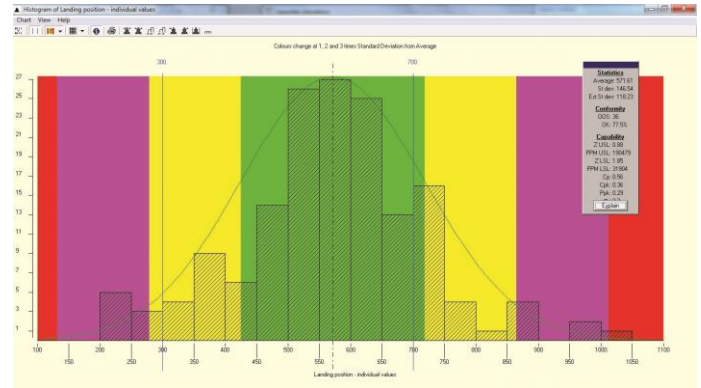 Histogram of Landing position - individual values
Chart View Help
Colours change at 1, 2 and 3 times Standard Deviation from Average
300
700
Statistics
Average: 571.61
St dev: 146.54
Est St dev: 118.23
Conformity
OOS: 36
OK: 77.5%
Capability
Z USL: 0.88
PPM USL: 190479
Z LSL: 1.85
PPM LSL: 31904
Cp: 0.56
Cpk: 0.36
Ppk: 0.29
Explain
27
25
23
21
19
17
15
13
11
9
7
5
3
1
100 200 300 400 500 600 700 800 900 1000 1100
150 250 350 450 550 650 750 850 950 1050
Landing position - individual values